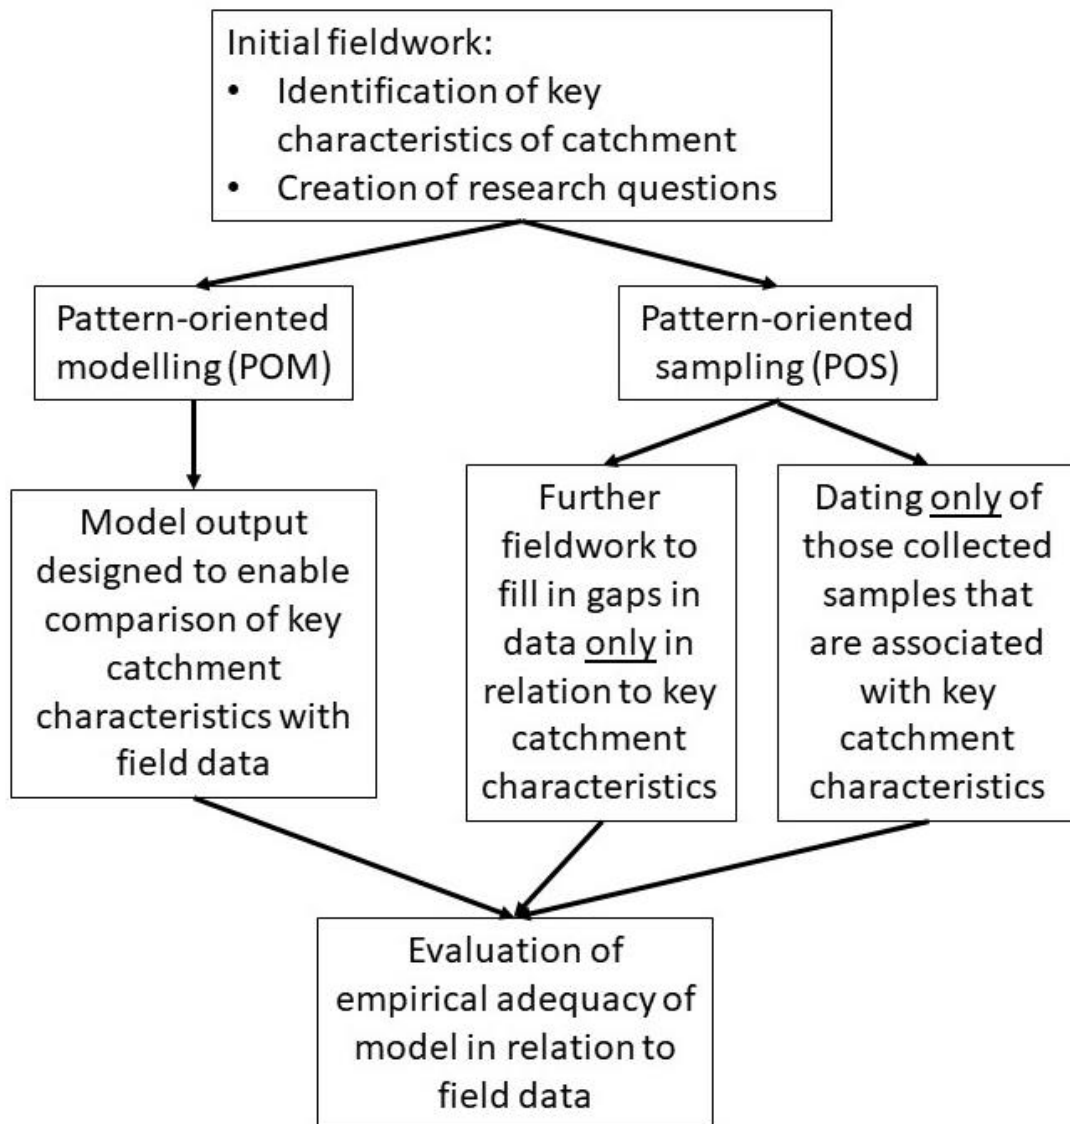 Initial fieldwork:
• Identification of key
characteristics of catchment
• Creation of research questions
Pattern-oriented
modelling (POM)
Pattern-oriented
sampling (POS)
Model output
designed to enable
comparison of key
catchment
characteristics with
field data
Further
fieldwork to
fill in gaps in
data only in
relation to key
catchment
characteristics
Dating only of
those collected
samples that
are associated
with key
catchment
characteristics
Evaluation of
empirical adequacy of
model in relation to
field data